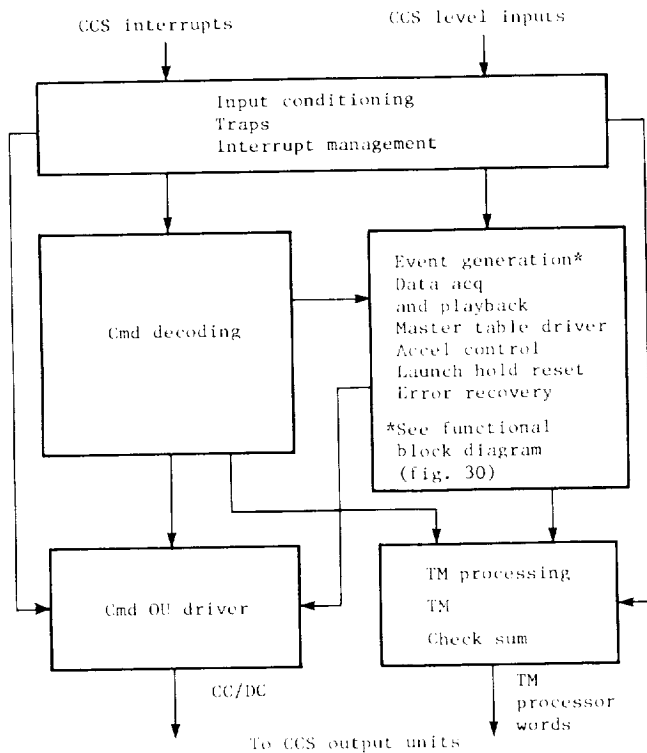 CCS interrupts
CCS level inputs
Input conditioning
Traps
Interrupt management
Cmd decoding
Event generation*
Data acq
and playback
Master table driver
Accel control
Launch hold reset
Error recovery
*See functional
block diagram
(fig. 30)
Cmd OU driver
TM processing
TM
Check sum
CC/DC
TM
processor
words
To CCS output units